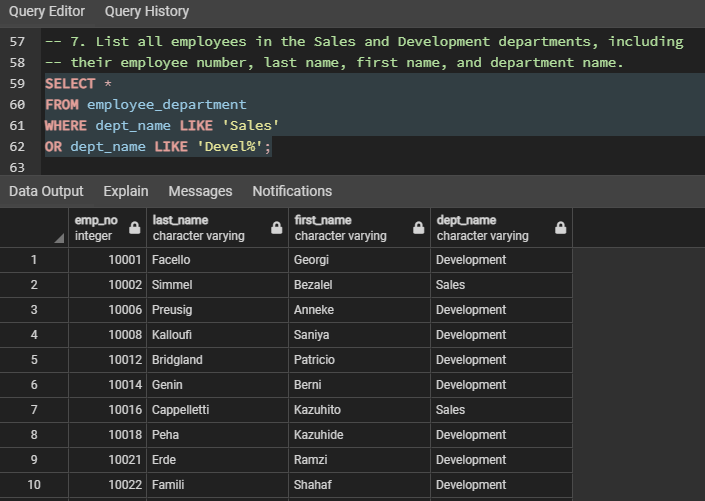 Query Editor Query History
57 -- 7. List all employees in the Sales and Development departments, including
58 -- their employee number, last name, first name, and department name.
59 SELECT *
60 FROM employee_department
61 WHERE dept_name LIKE 'Sales'
62 OR dept_name LIKE 'Devel%';
63
Data Output Explain Messages Notifications
emp_no last_name first_name dept_name
integer character varying character varying character varying
1 10001 Facello Georgi Development
2 10002 Simmel Bezalel Sales
3 10006 Preusig Anneke Development
4 10008 Kalloufi Saniya Development
5 10012 Bridgland Patricio Development
6 10014 Genin Berni Development
7 10016 Cappelletti Kazuhito Sales
8 10018 Peha Kazuhide Development
9 10021 Erde Ramzi Development
10 10022 Famili Shahaf Development